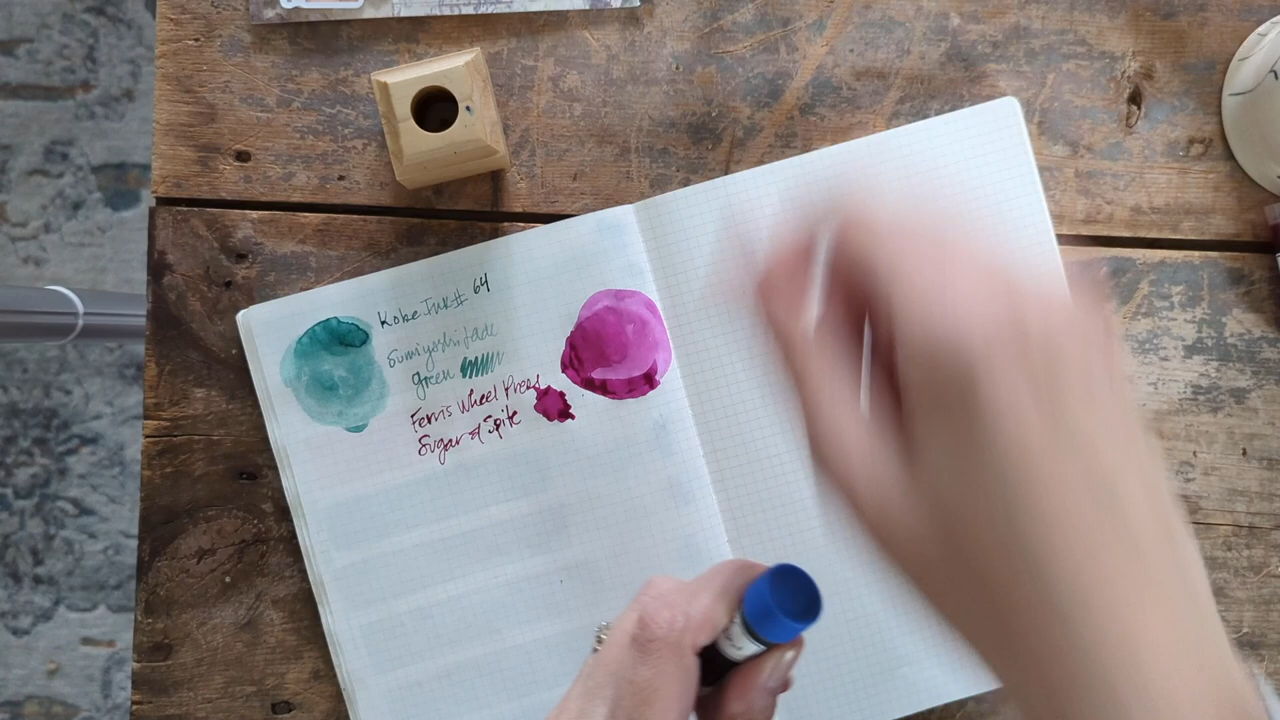 Kobe Ink# 64
Sumiyoshi Jade
green
Ferris Wheel Press
Sugar & Spite